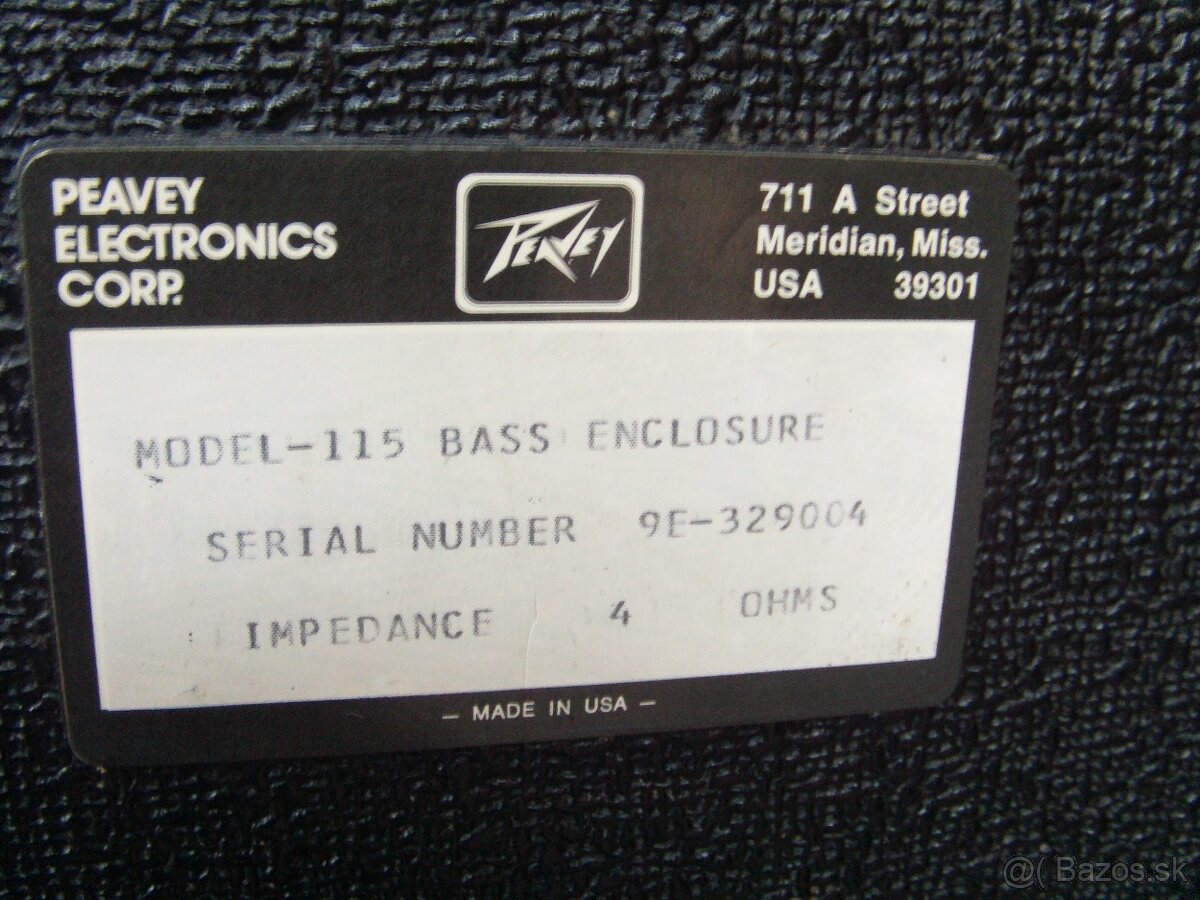 PEAVEY
ELECTRONICS
CORP.
PEAVEY
711 A Street
Meridian, Miss.
USA 39301
MODEL-115 BASS ENCLOSURE
SERIAL NUMBER 9E-329004
IMPEDANCE 4 OHMS
— MADE IN USA —
@( Bazos.sk